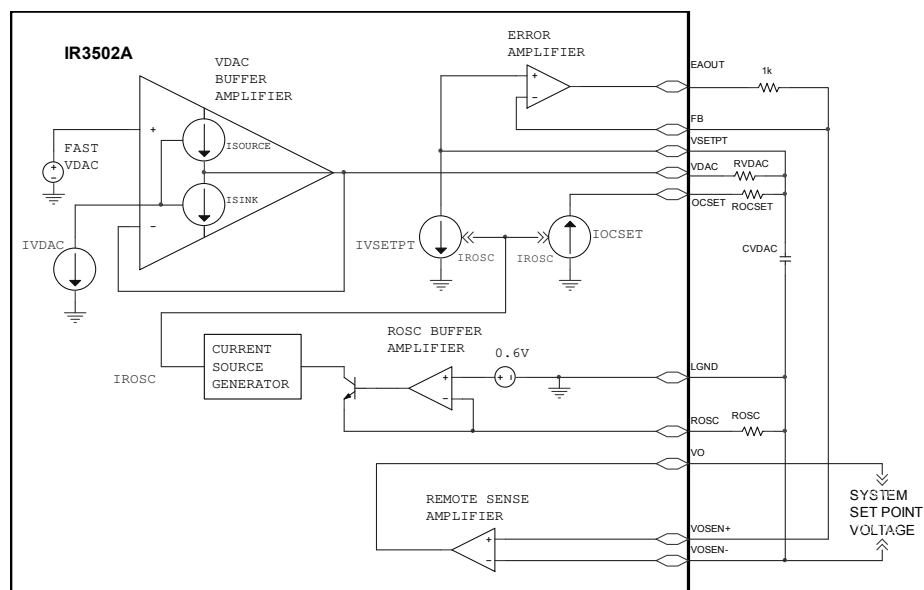 IR3502A
VDAC
BUFFER
AMPLIFIER
ERROR
AMPLIFIER
EAOUT
1k
FB
VSETPT
VDAC
RVDAC
OCSET
ROCSET
FAST
VDAC
ISOURCE
ISINK
IVDAC
IVSETPT
IROSC
IROSC
IOCSET
CVDAC
ROSC BUFFER
AMPLIFIER
0.6V
CURRENT
SOURCE
GENERATOR
IROSC
LGND
ROSC
ROSC
VO
REMOTE SENSE
AMPLIFIER
SYSTEM
SET POINT
VOLTAGE
VOSEN+
VOSEN-